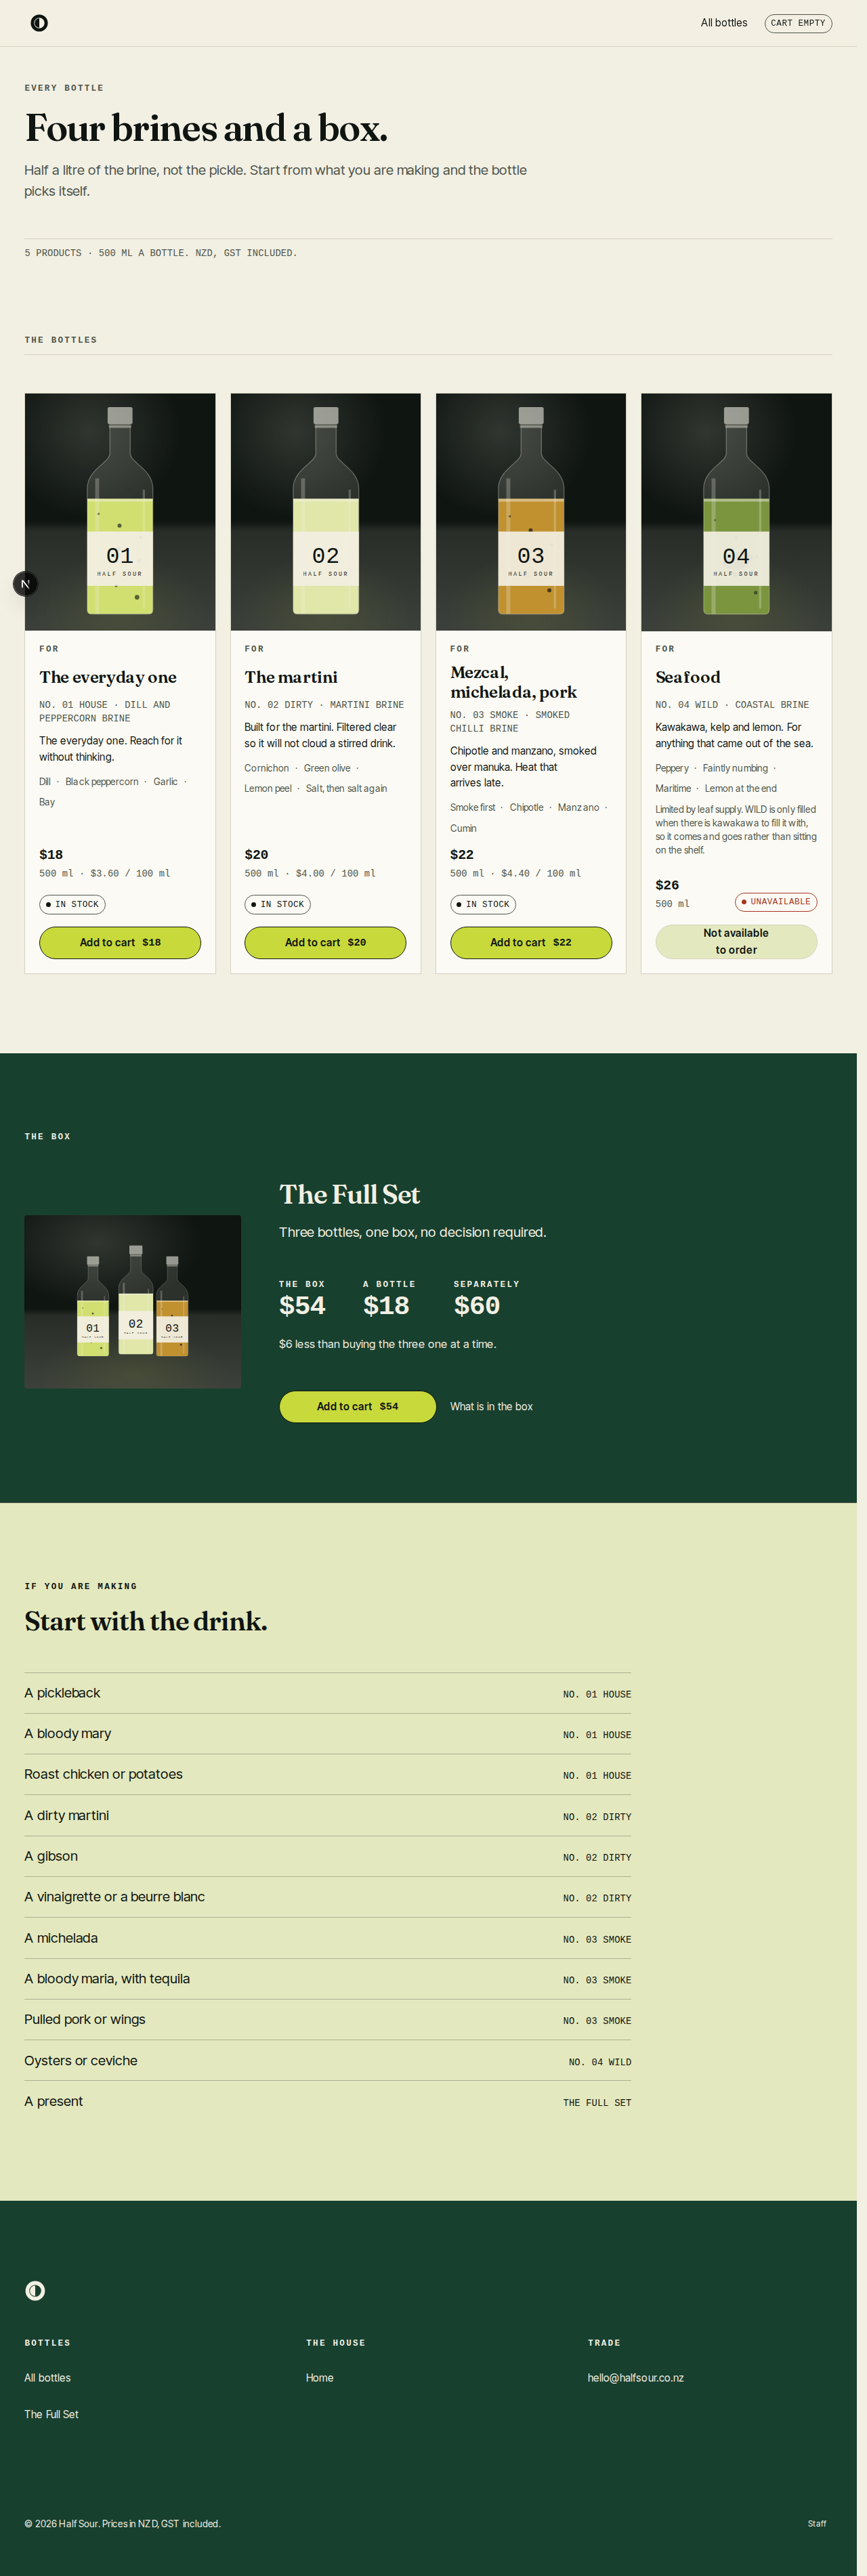 All bottles
CART EMPTY
EVERY BOTTLE
Four brines and a box.
Half a litre of the brine, not the pickle. Start from what you are making and the bottle
picks itself.
5 PRODUCTS · 500 ML A BOTTLE. NZD, GST INCLUDED.
THE BOTTLES
01
HALF SOUR
02
HALF SOUR
03
HALF SOUR
04
HALF SOUR
N
FOR
The everyday one
NO. 01 HOUSE · DILL AND
PEPPERCORN BRINE
The everyday one. Reach for it
without thinking.
Dill · Black peppercorn · Garlic ·
Bay
$18
500 ml · $3.60 / 100 ml
IN STOCK
Add to cart $18
FOR
The martini
NO. 02 DIRTY · MARTINI BRINE
Built for the martini. Filtered clear
so it will not cloud a stirred drink.
Cornichon · Green olive ·
Lemon peel · Salt, then salt again
$20
500 ml · $4.00 / 100 ml
IN STOCK
Add to cart $20
FOR
Mezcal,
michelada, pork
NO. 03 SMOKE · SMOKED
CHILLI BRINE
Chipotle and manzano, smoked
over manuka. Heat that
arrives late.
Smoke first · Chipotle · Manzano ·
Cumin
$22
500 ml · $4.40 / 100 ml
IN STOCK
Add to cart $22
FOR
Seafood
NO. 04 WILD · COASTAL BRINE
Kawakawa, kelp and lemon. For
anything that came out of the sea.
Peppery · Faintly numbing ·
Maritime · Lemon at the end
Limited by leaf supply. WILD is only filled
when there is kawakawa to fill it with,
so it comes and goes rather than sitting
on the shelf.
$26
500 ml
UNAVAILABLE
Not available
to order
THE BOX
01
02
03
The Full Set
Three bottles, one box, no decision required.
THE BOX
$54
A BOTTLE
$18
SEPARATELY
$60
$6 less than buying the three one at a time.
Add to cart $54
What is in the box
IF YOU ARE MAKING
Start with the drink.
A pickleback
NO. 01 HOUSE
A bloody mary
NO. 01 HOUSE
Roast chicken or potatoes
NO. 01 HOUSE
A dirty martini
NO. 02 DIRTY
A gibson
NO. 02 DIRTY
A vinaigrette or a beurre blanc
NO. 02 DIRTY
A michelada
NO. 03 SMOKE
A bloody maria, with tequila
NO. 03 SMOKE
Pulled pork or wings
NO. 03 SMOKE
Oysters or ceviche
NO. 04 WILD
A present
THE FULL SET
BOTTLES
All bottles
The Full Set
THE HOUSE
Home
TRADE
hello@halfsour.co.nz
© 2026 Half Sour. Prices in NZD, GST included.
Staff